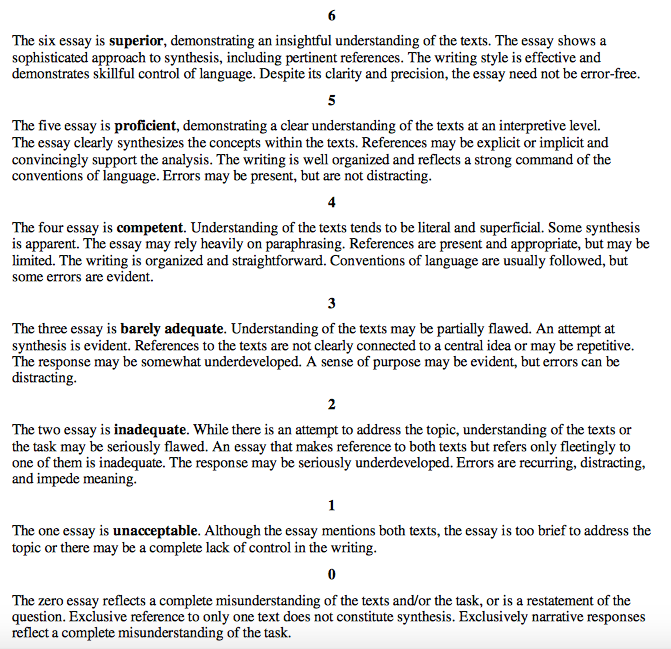 6
The six essay is superior, demonstrating an insightful understanding of the texts. The essay shows a
sophisticated approach to synthesis, including pertinent references. The writing style is effective and
demonstrates skillful control of language. Despite its clarity and precision, the essay need not be error-free.
5
The five essay is proficient, demonstrating a clear understanding of the texts at an interpretive level.
The essay clearly synthesizes the concepts within the texts. References may be explicit or implicit and
convincingly support the analysis. The writing is well organized and reflects a strong command of the
conventions of language. Errors may be present, but are not distracting.
4
The four essay is competent. Understanding of the texts tends to be literal and superficial. Some synthesis
is apparent. The essay may rely heavily on paraphrasing. References are present and appropriate, but may be
limited. The writing is organized and straightforward. Conventions of language are usually followed, but
some errors are evident.
3
The three essay is barely adequate. Understanding of the texts may be partially flawed. An attempt at
synthesis is evident. References to the texts are not clearly connected to a central idea or may be repetitive.
The response may be somewhat underdeveloped. A sense of purpose may be evident, but errors can be
distracting.
2
The two essay is inadequate. While there is an attempt to address the topic, understanding of the texts or
the task may be seriously flawed. An essay that makes reference to both texts but refers only fleetingly to
one of them is inadequate. The response may be seriously underdeveloped. Errors are recurring, distracting,
and impede meaning.
1
The one essay is unacceptable. Although the essay mentions both texts, the essay is too brief to address the
topic or there may be a complete lack of control in the writing.
0
The zero essay reflects a complete misunderstanding of the texts and/or the task, or is a restatement of the
question. Exclusive reference to only one text does not constitute synthesis. Exclusively narrative responses
reflect a complete misunderstanding of the task.